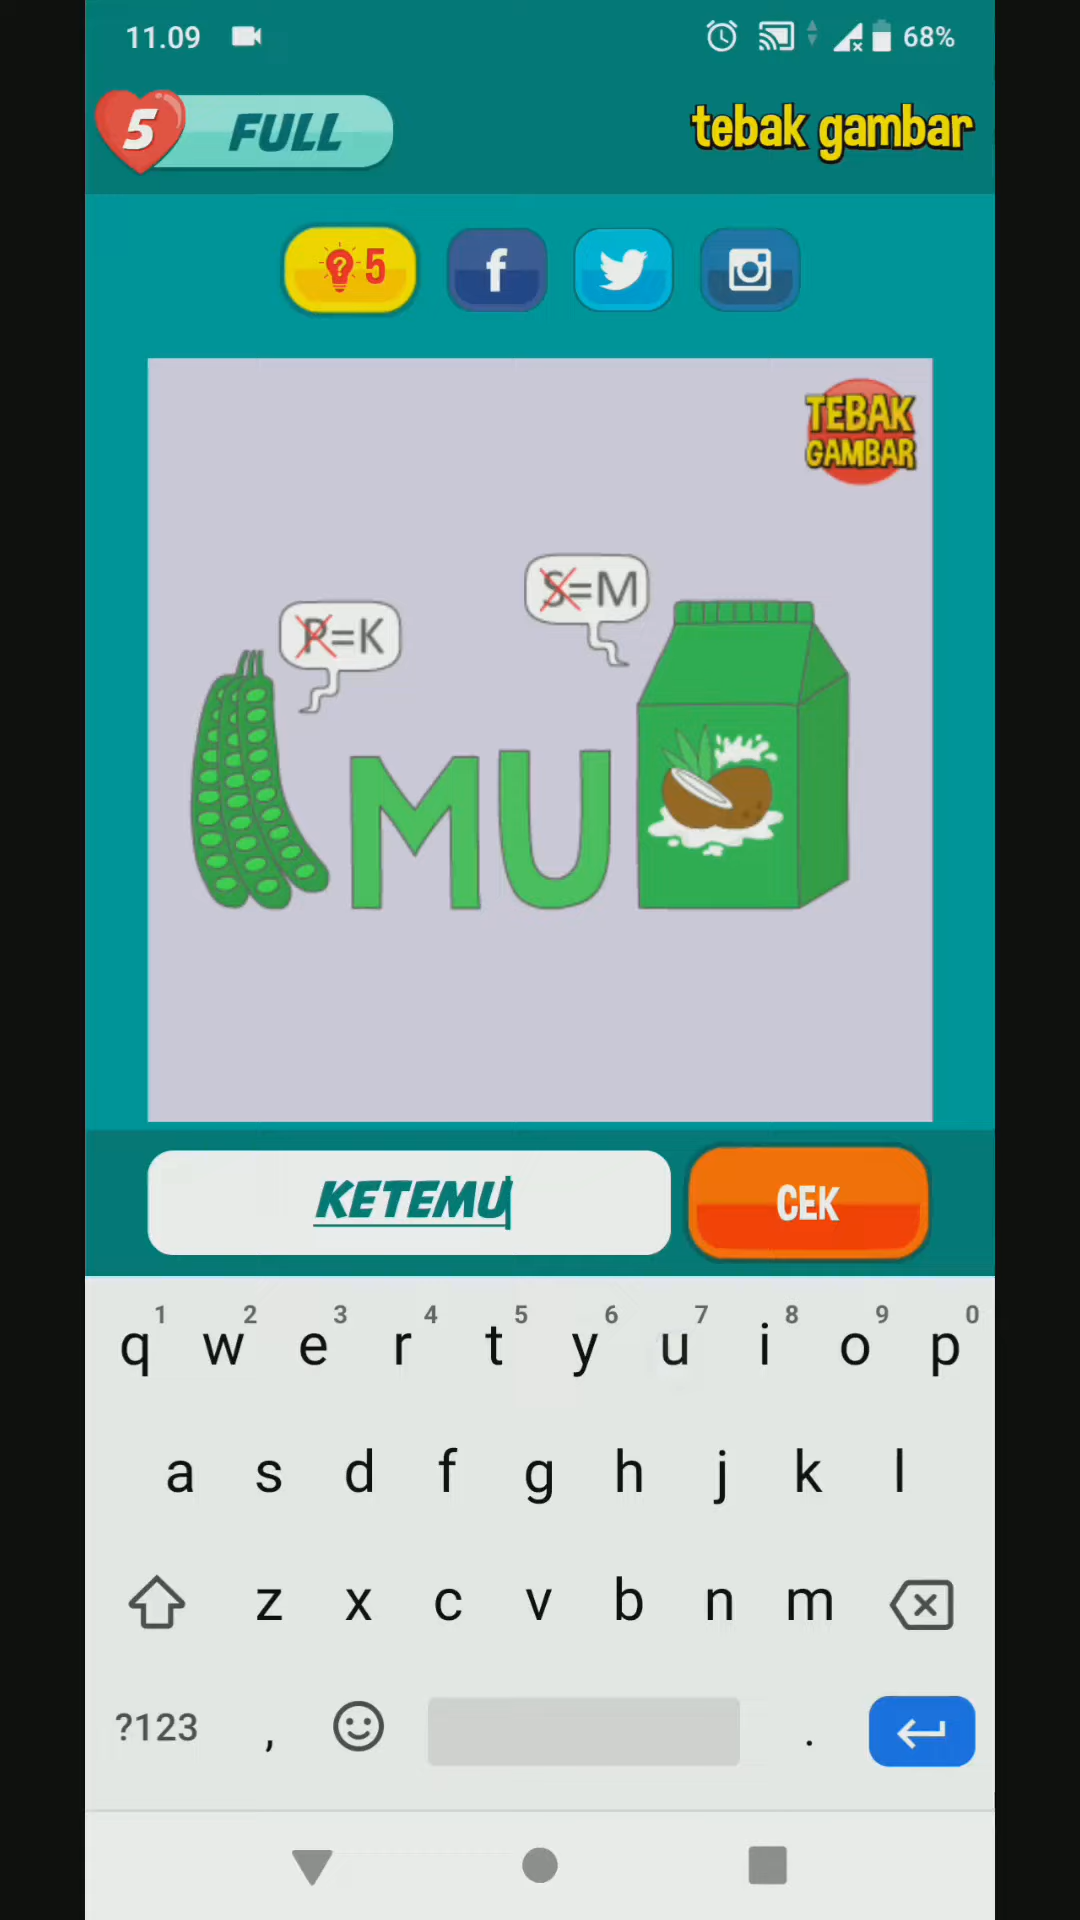 11.09
68%
5 FULL
tebak gambar
? 5
f
TEBAK
GAMBAR
S=M
P=K
MU
KETEMU
CEK
1 2 3 4 5 6 7 8 9 0
q w e r t y u i o p
a s d f g h j k l
z x c v b n m
?123 , .